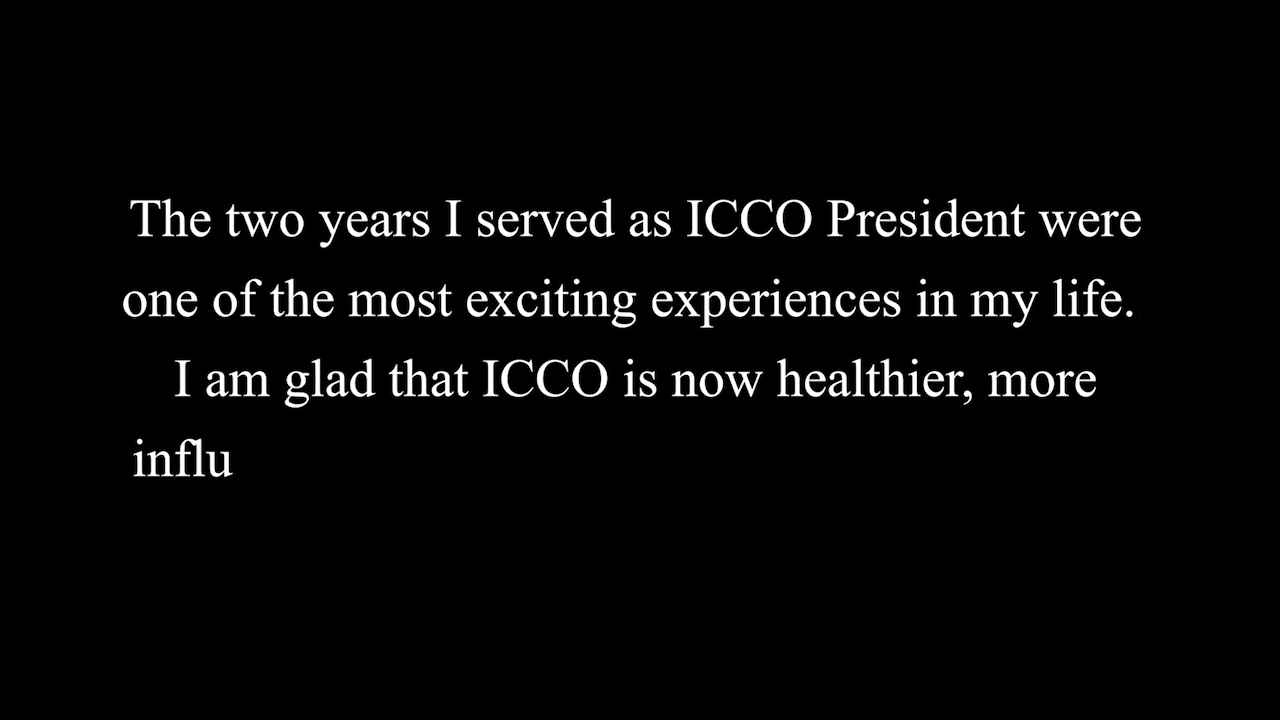 The two years I served as ICCO President were
one of the most exciting experiences in my life.
I am glad that ICCO is now healthier, more
influ